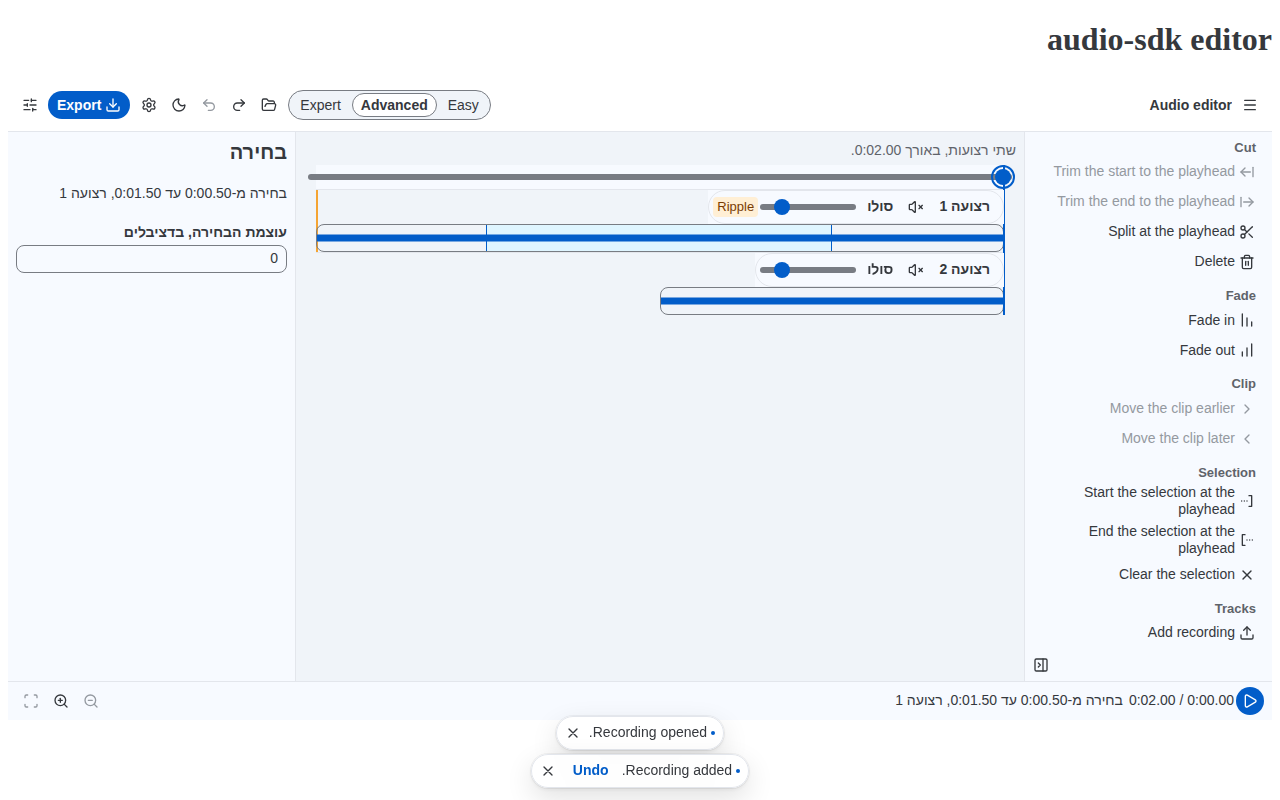 audio-sdk editor
Audio editor
Easy
Advanced
Expert
Export
Cut
Trim the start to the playhead
Trim the end to the playhead
Split at the playhead
Delete
Fade
Fade in
Fade out
Clip
Move the clip earlier
Move the clip later
Selection
Start the selection at the
playhead
End the selection at the
playhead
Clear the selection
Tracks
Add recording
שתי רצועות, באורך 0:02.00.
רצועה 1
סולו
Ripple
רצועה 2
סולו
בחירה
בחירה מ-0:00.50 עד 0:01.50, רצועה 1
עוצמת הבחירה, בדציבלים
0
0:02.00 / 0:00.00
בחירה מ-0:00.50 עד 0:01.50, רצועה 1
.Recording opened
.Recording added
Undo